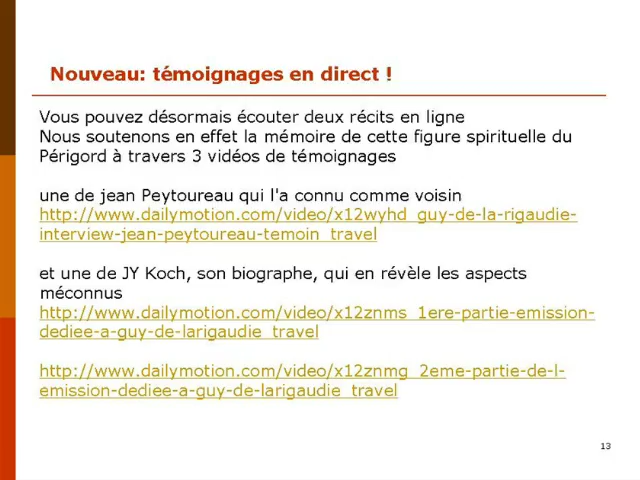 Nouveau: témoignages en direct !
Vous pouvez désormais écouter deux récits en ligne
Nous soutenons en effet la mémoire de cette figure spirituelle du
Périgord à travers 3 vidéos de témoignages
une de jean Peytoureau qui l'a connu comme voisin
http://www.dailymotion.com/video/x12wyhd_guy-de-la-rigaudie-
interview-jean-peytoureau-temoin_travel
et une de JY Koch, son biographe, qui en révèle les aspects
méconnus
http://www.dailymotion.com/video/x12znms_1ere-partie-emission-
dediee-a-guy-de-larigaudie_travel
http://www.dailymotion.com/video/x12znmg_2eme-partie-de-l-
emission-dediee-a-guy-de-larigaudie_travel
13